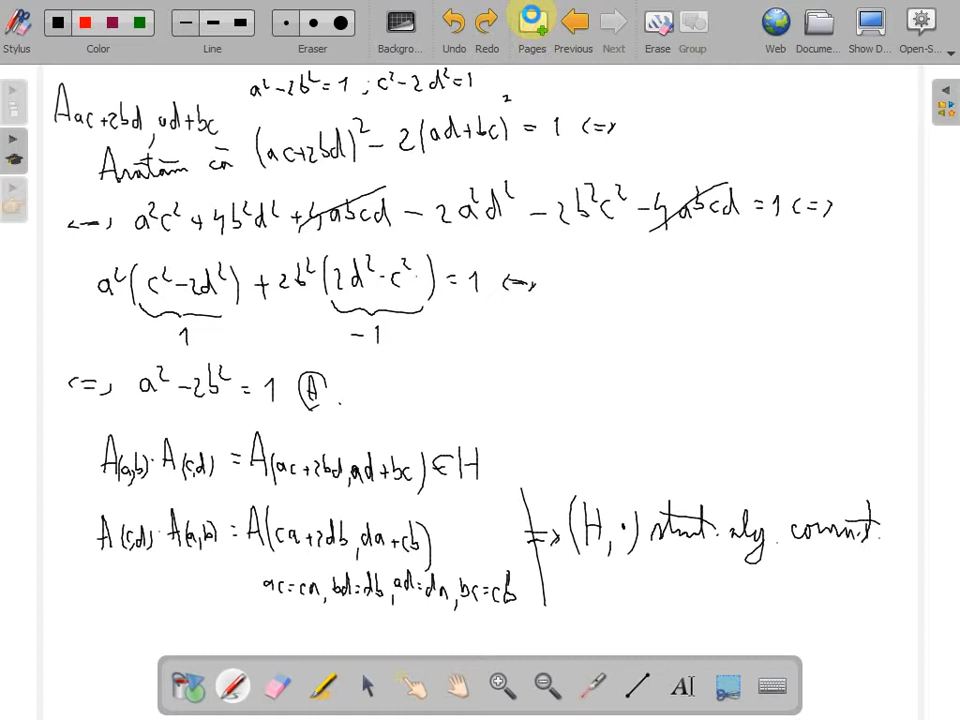 Stylus Color Line Eraser Backgro... Undo Redo Pages Previous Next Erase Group Web Docume... Show D... Open-S...
a² - 2b² = 1 ; c² - 2d² = 1
A ac+2bd, ad+bc
Arătăm că (ac+2bd)² - 2(ad+bc)² = 1 <=>
<=> a²c² + 4b²d² + 4abcd - 2a²d² - 2b²c² - 4abcd = 1 <=>
a²(c² - 2d²) + 2b²(2d² - c²) = 1 <=>
1 -1
<=> a² - 2b² = 1 (A).
A(a,b) · A(c,d) = A(ac+2bd, ad+bc) ∈ H
A(c,d) · A(a,b) = A(ca+2db, da+cb)
=> (H, ·) struct. alg. comut.
ac=ca, bd=db, ad=da, bc=cb